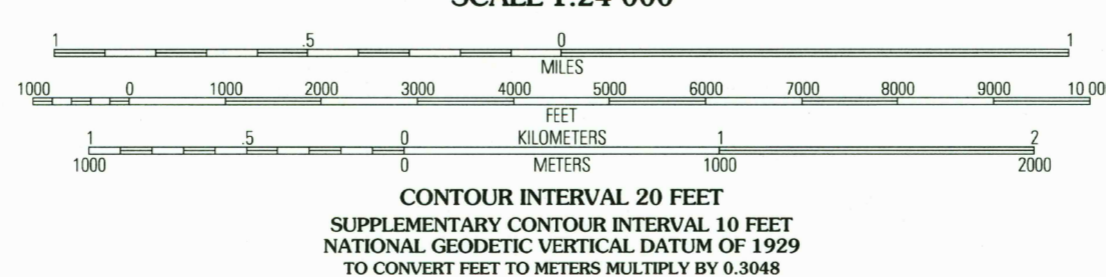 SCALE 1:24 000
1 .5 0 1
MILES
1000 0 1000 2000 3000 4000 5000 6000 7000 8000 9000 10 00
FEET
1 .5 0 KILOMETERS 1 2
1000 0 METERS 1000 2000
CONTOUR INTERVAL 20 FEET
SUPPLEMENTARY CONTOUR INTERVAL 10 FEET
NATIONAL GEODETIC VERTICAL DATUM OF 1929
TO CONVERT FEET TO METERS MULTIPLY BY 0.3048